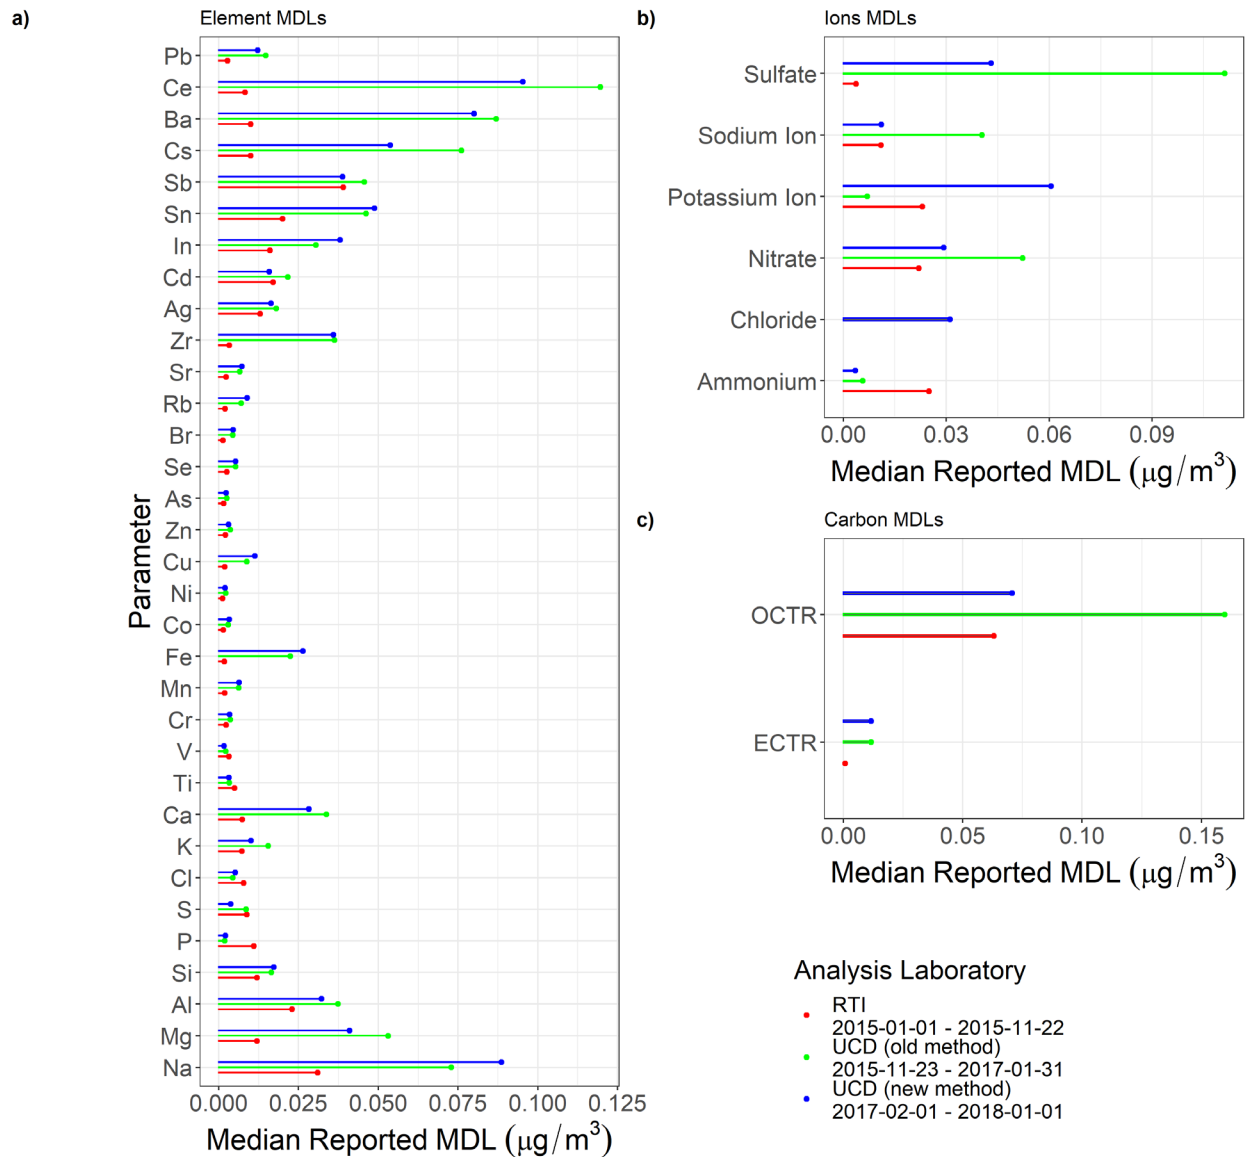 a)
Element MDLs
Parameter
Pb
Ce
Ba
Cs
Sb
Sn
In
Cd
Ag
Zr
Sr
Rb
Br
Se
As
Zn
Cu
Ni
Co
Fe
Mn
Cr
V
Ti
Ca
K
Cl
S
P
Si
Al
Mg
Na
0.000 0.025 0.050 0.075 0.100 0.125
Median Reported MDL (μg/m³)
b)
Ions MDLs
Sulfate
Sodium Ion
Potassium Ion
Nitrate
Chloride
Ammonium
0.00 0.03 0.06 0.09
Median Reported MDL (μg/m³)
c)
Carbon MDLs
OCTR
ECTR
0.00 0.05 0.10 0.15
Median Reported MDL (μg/m³)
Analysis Laboratory
RTI
2015-01-01 - 2015-11-22
UCD (old method)
2015-11-23 - 2017-01-31
UCD (new method)
2017-02-01 - 2018-01-01